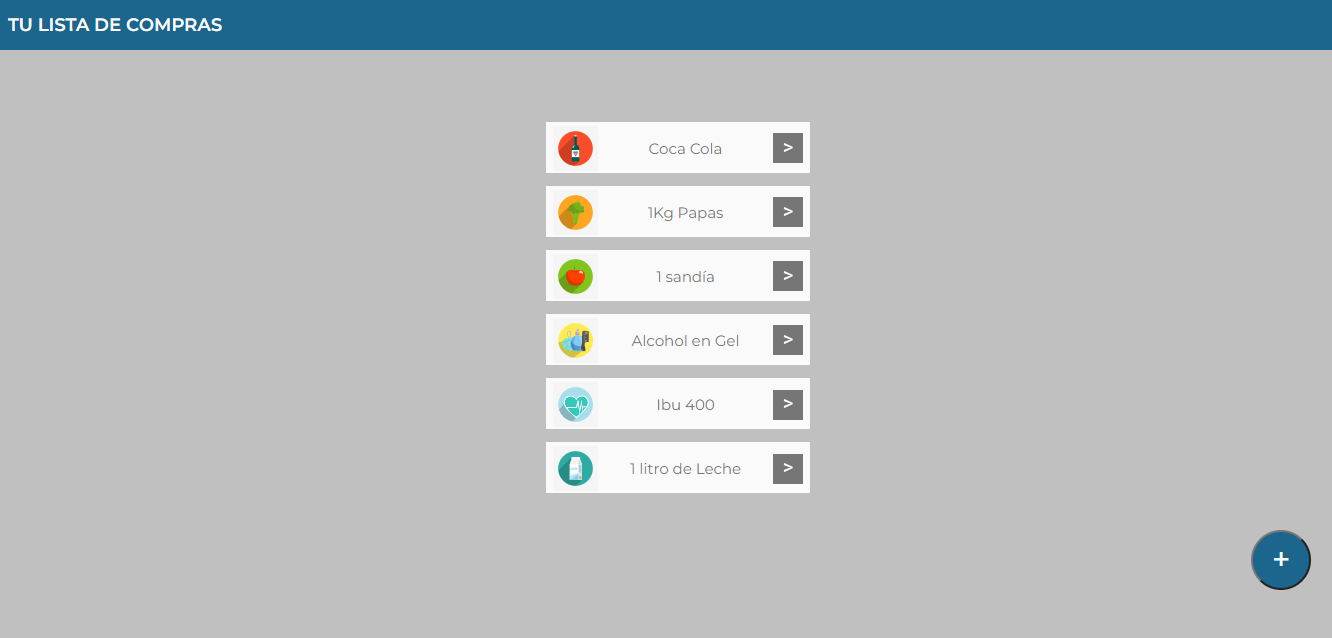 TU LISTA DE COMPRAS
Coca Cola >
1Kg Papas >
1 sandía >
Alcohol en Gel >
Ibu 400 >
1 litro de Leche >
+